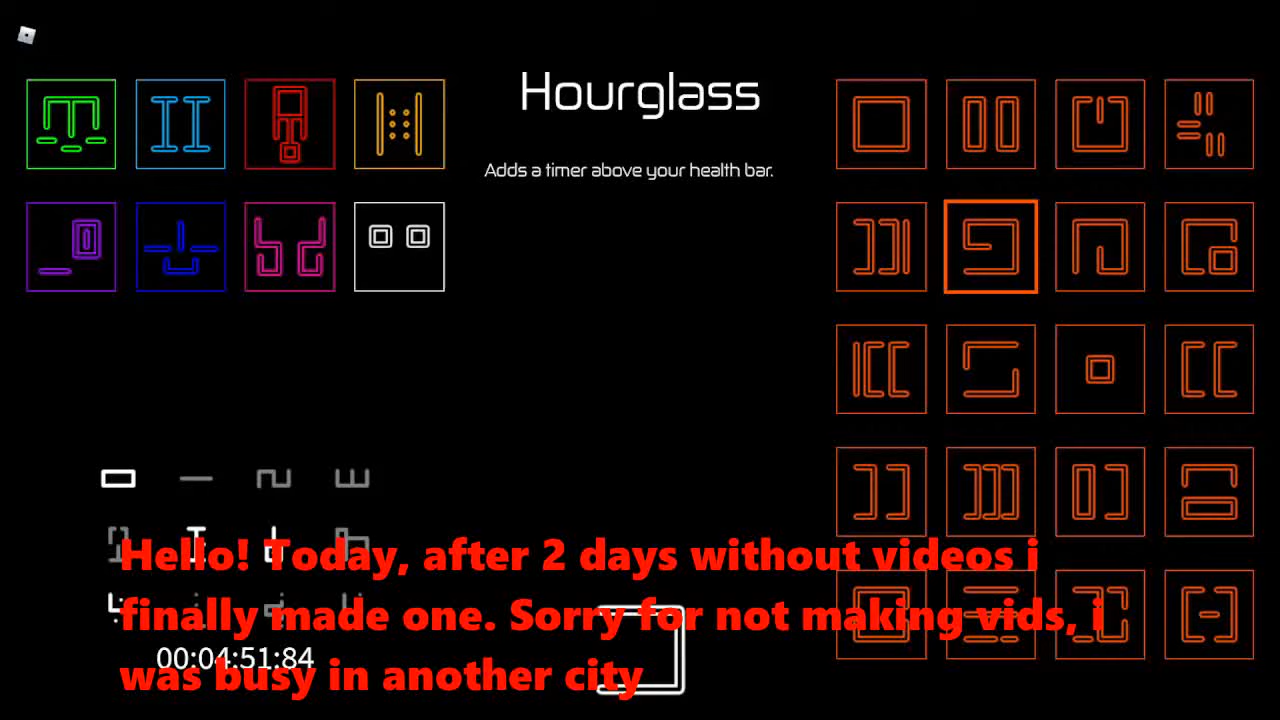 Hourglass
Adds a timer above your health bar.
Hello! Today, after 2 days without videos i
finally made one. Sorry for not making vids, i
00:04:51:84
was busy in another city